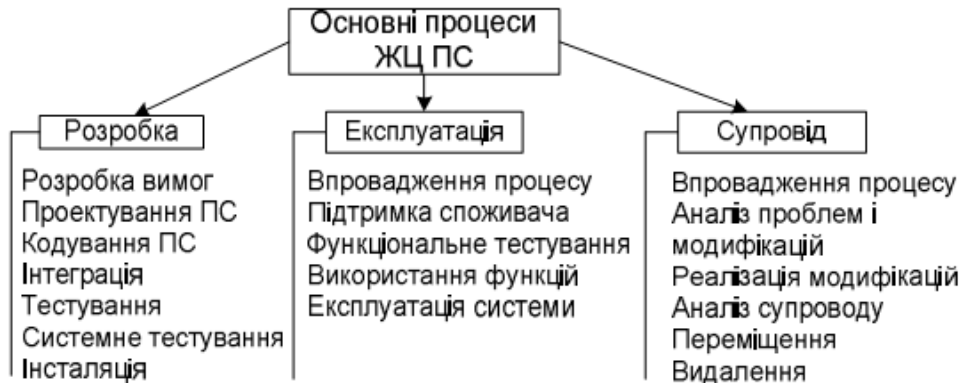 Основні процеси
ЖЦ ПС
Розробка
Розробка вимог
Проектування ПС
Кодування ПС
Інтеграція
Тестування
Системне тестування
Інсталяція
Експлуатація
Впровадження процесу
Підтримка споживача
Функціональне тестування
Використання функцій
Експлуатація системи
Супровід
Впровадження процесу
Аналіз проблем і
модифікацій
Реалізація модифікацій
Аналіз супроводу
Переміщення
Видалення